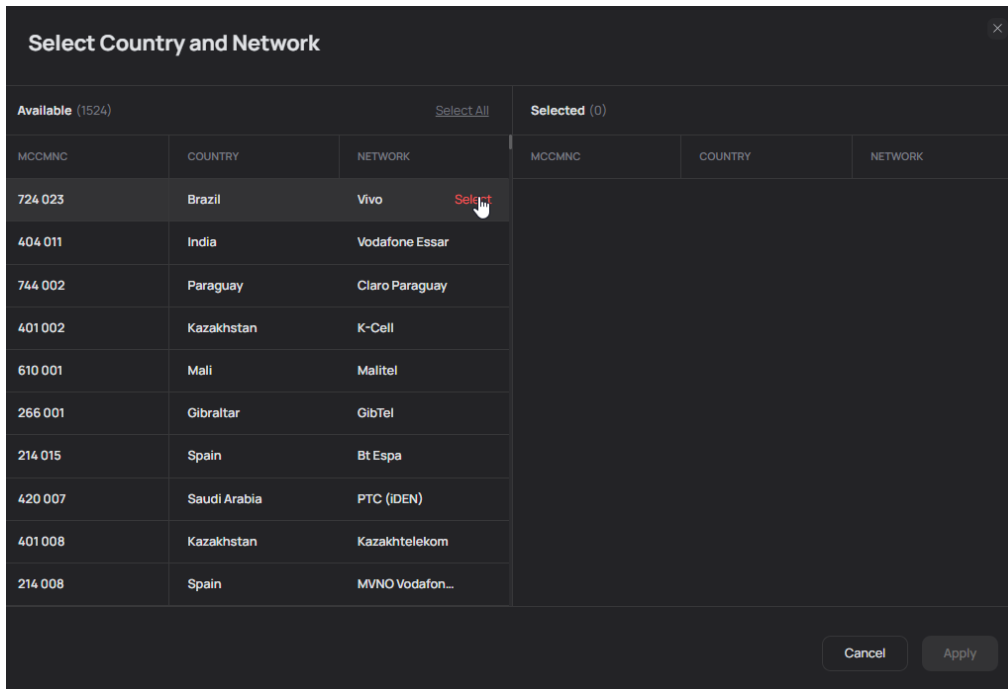 Select Country and Network
Available (1524) Select All
Selected (0)
MCCMNC COUNTRY NETWORK
MCCMNC COUNTRY NETWORK
724 023 Brazil Vivo Select
404 011 India Vodafone Essar
744 002 Paraguay Claro Paraguay
401 002 Kazakhstan K-Cell
610 001 Mali Malitel
266 001 Gibraltar GibTel
214 015 Spain Bt Espa
420 007 Saudi Arabia PTC (iDEN)
401 008 Kazakhstan Kazakhtelekom
214 008 Spain MVNO Vodafon...
Cancel Apply